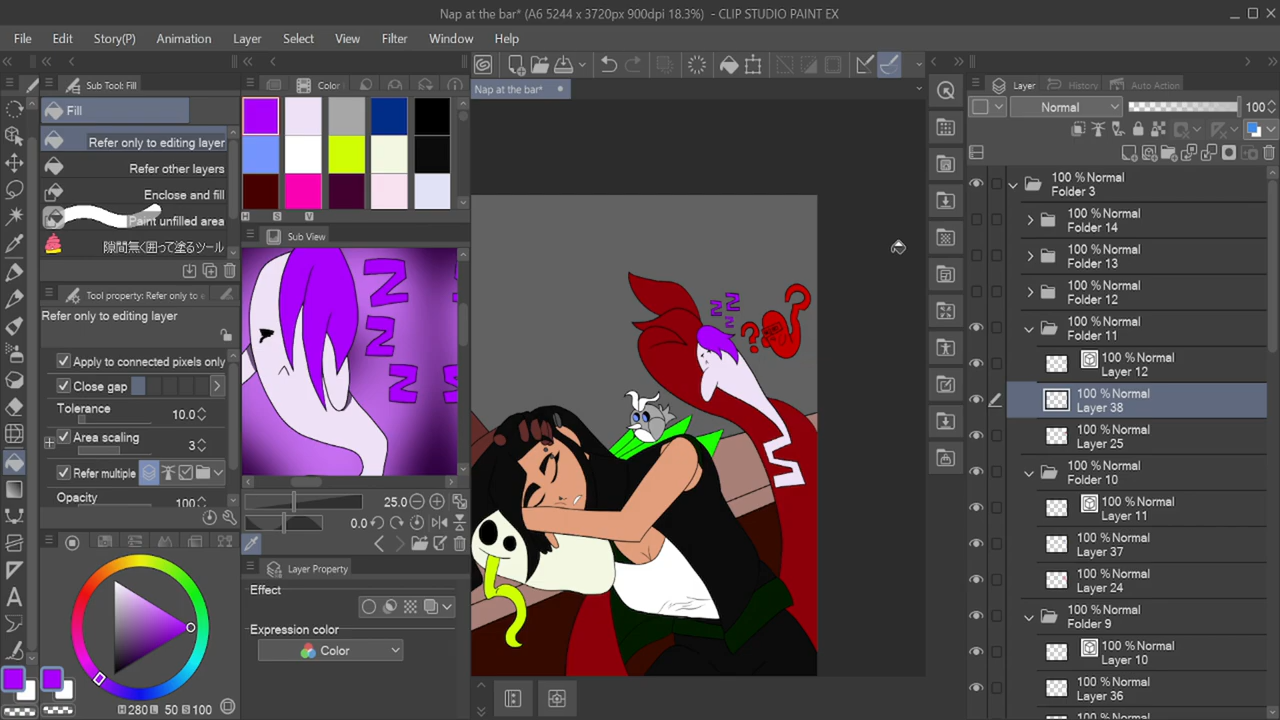 Nap at the bar* (A6 5244 x 3720px 900dpi 18.3%) - CLIP STUDIO PAINT EX
File Edit Story(P) Animation Layer Select View Filter Window Help
Sub Tool: Fill
Fill
Refer only to editing layer
Refer other layers
Enclose and fill
Paint unfilled area
隙間無く囲って塗るツール
Tool property: Refer only to e
Refer only to editing layer
Apply to connected pixels only
Close gap
Tolerance 10.0
Area scaling 3
Refer multiple
Opacity 100
H 280 L 50 S 100
Color
H S V
Sub View
Z
Z
Z
25.0
0.0
Layer Property
Effect
Expression color
Color
Nap at the bar*
Z Z
Z Z
? ?
Layer History Auto Action
Normal 100
100 % Normal
Folder 3
100 % Normal
Folder 14
100 % Normal
Folder 13
100 % Normal
Folder 12
100 % Normal
Folder 11
100 % Normal
Layer 12
100 % Normal
Layer 38
100 % Normal
Layer 25
100 % Normal
Folder 10
100 % Normal
Layer 11
100 % Normal
Layer 37
100 % Normal
Layer 24
100 % Normal
Folder 9
100 % Normal
Layer 10
100 % Normal
Layer 36
100 % Normal